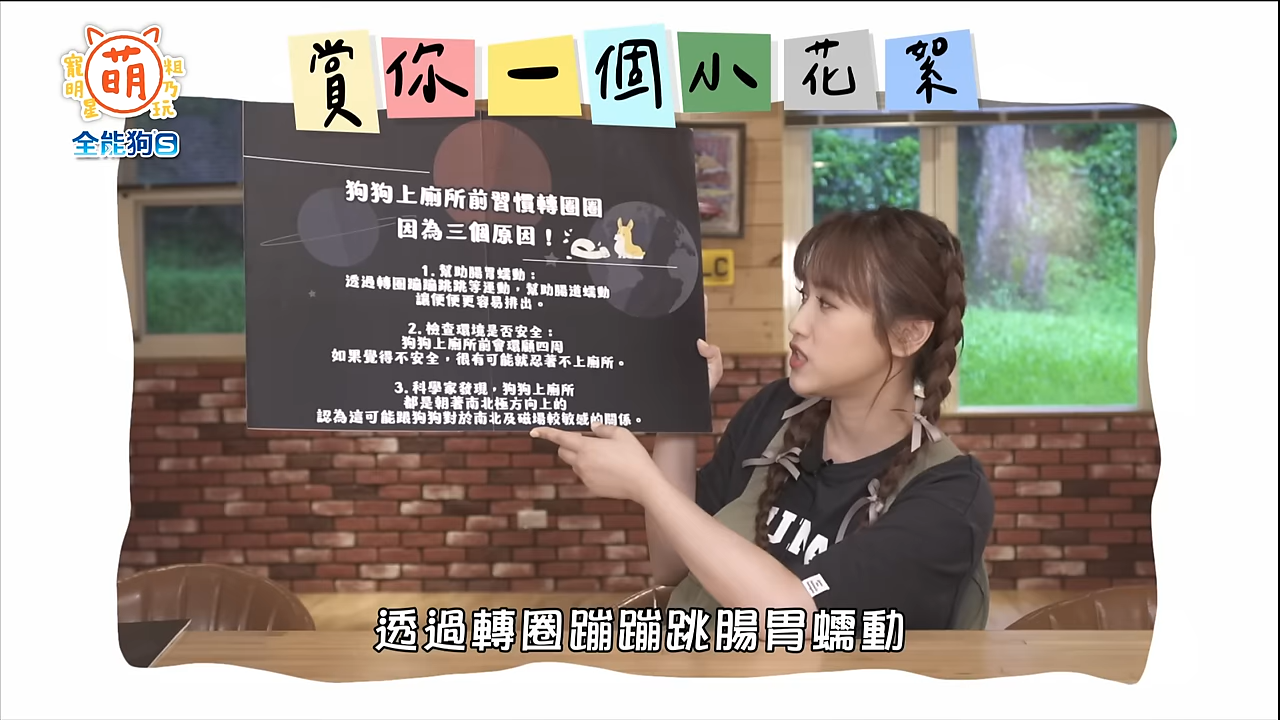 寵明星
萌
粗乃玩
全能狗S
賞你一個小花絮
狗狗上廁所前習慣轉圈圈
因為三個原因!
1. 幫助腸胃蠕動:
透過轉圈蹦蹦跳跳等運動,幫助腸道蠕動
讓便便更容易排出。
2. 檢查環境是否安全:
狗狗上廁所前會環顧四周
如果覺得不安全,很有可能就忍著不上廁所。
3. 科學家發現,狗狗上廁所
都是朝著南北極方向上的
認為這可能跟狗狗對於南北及磁場較敏感的關係。
LC
透過轉圈蹦蹦跳腸胃蠕動